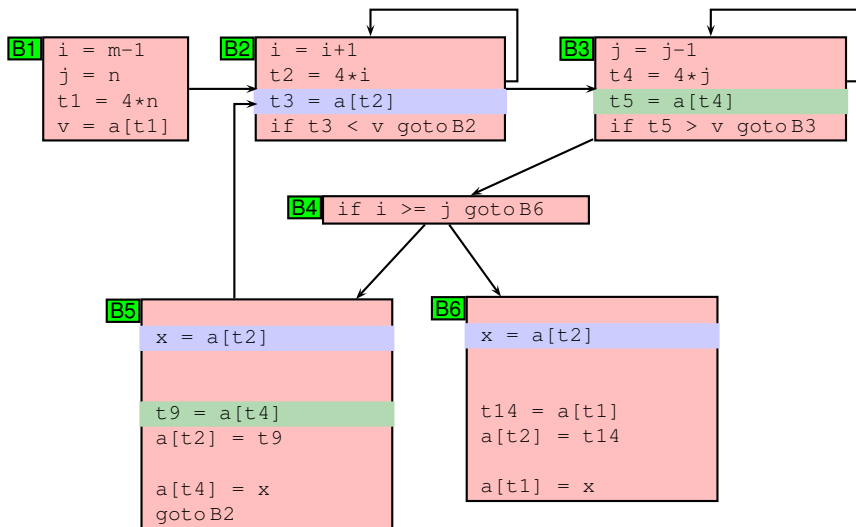 B1
i = m-1
j = n
t1 = 4*n
v = a[t1]
B2
i = i+1
t2 = 4*i
t3 = a[t2]
if t3 < v goto B2
B3
j = j-1
t4 = 4*j
t5 = a[t4]
if t5 > v goto B3
B4
if i >= j goto B6
B5
x = a[t2]
t9 = a[t4]
a[t2] = t9
a[t4] = x
goto B2
B6
x = a[t2]
t14 = a[t1]
a[t2] = t14
a[t1] = x